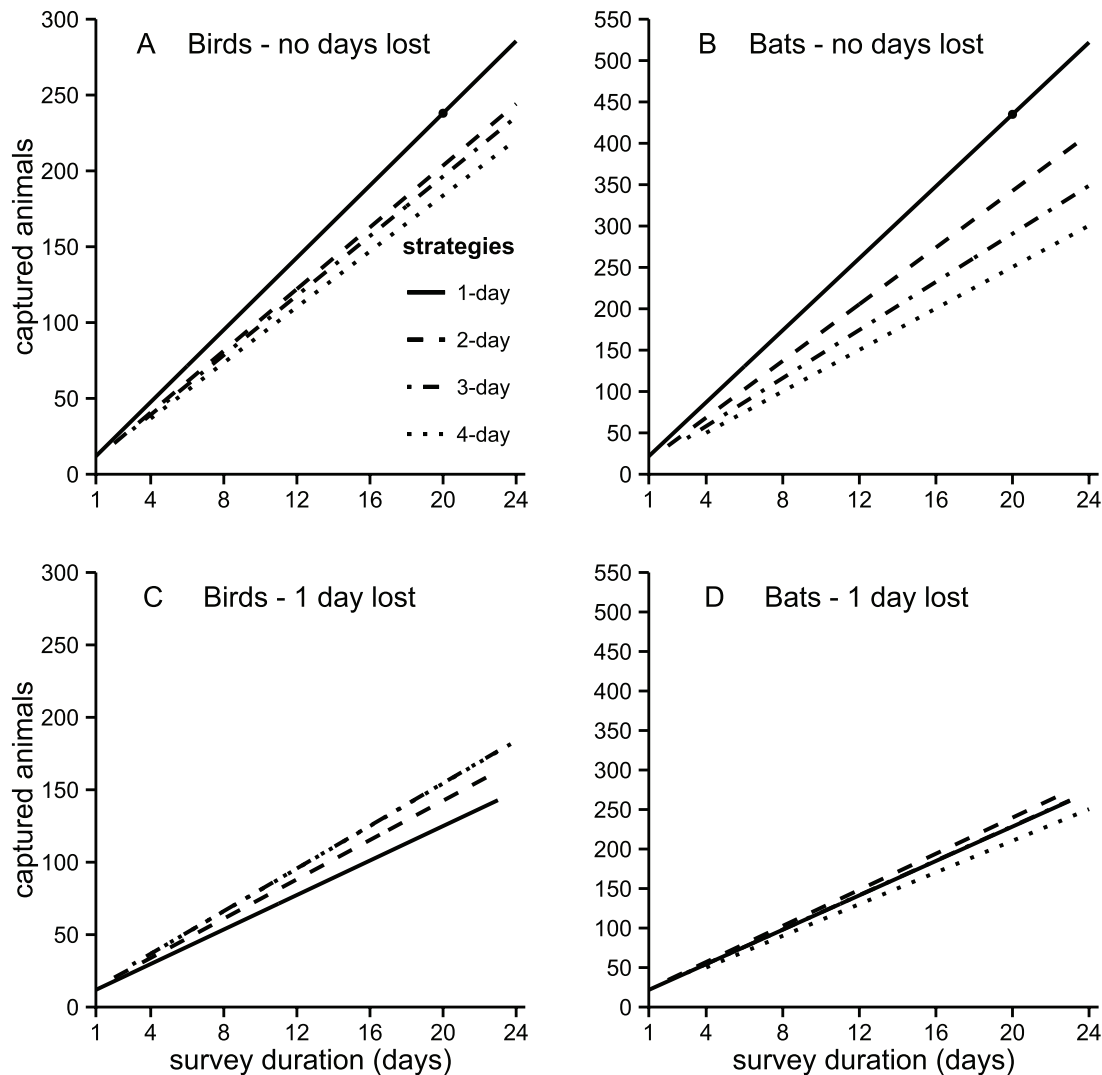 A Birds - no days lost
300
250
200
150
100
50
0
captured animals
strategies
1-day
2-day
3-day
4-day
1 4 8 12 16 20 24
B Bats - no days lost
550
500
450
400
350
300
250
200
150
100
50
0
1 4 8 12 16 20 24
C Birds - 1 day lost
300
250
200
150
100
50
0
captured animals
1 4 8 12 16 20 24
survey duration (days)
D Bats - 1 day lost
550
500
450
400
350
300
250
200
150
100
50
0
1 4 8 12 16 20 24
survey duration (days)